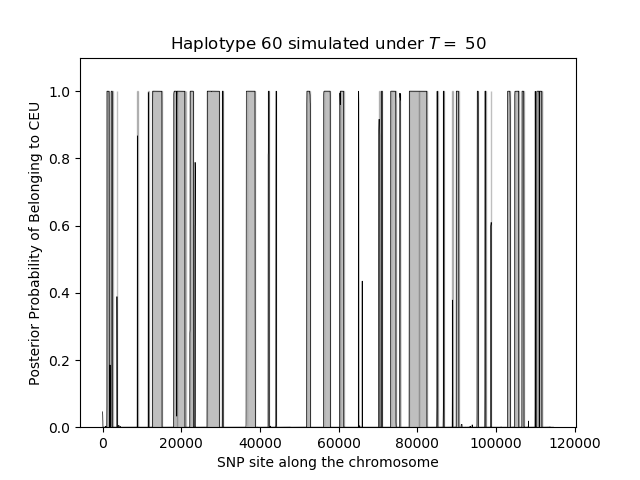 Haplotype 60 simulated under T = 50
Posterior Probability of Belonging to CEU
1.0
0.8
0.6
0.4
0.2
0.0
0 20000 40000 60000 80000 100000 120000
SNP site along the chromosome